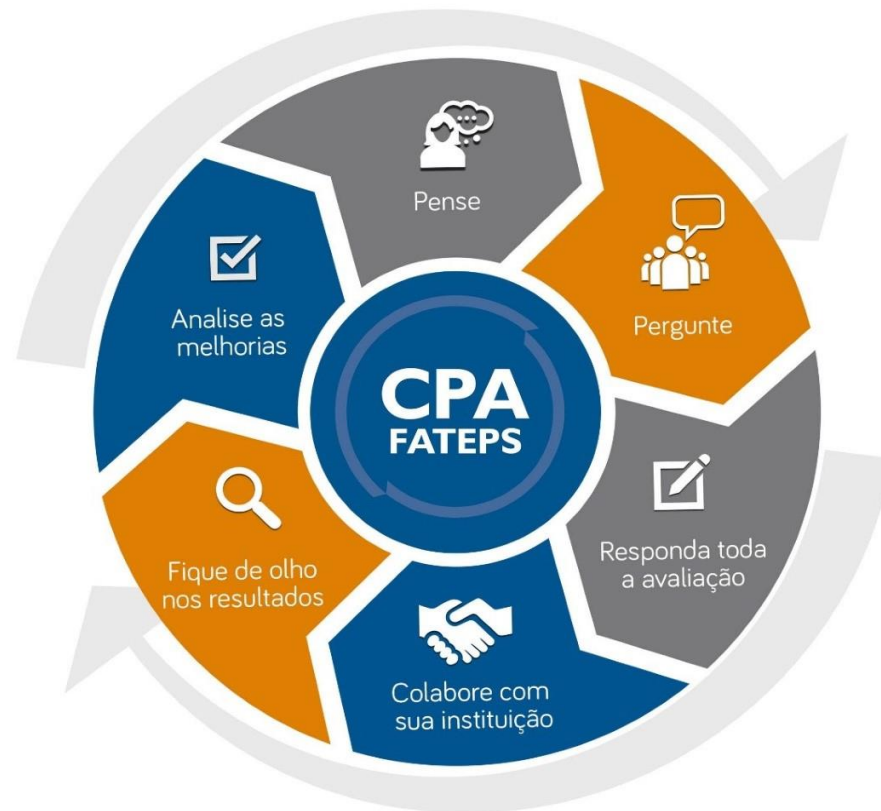 Pense
Pergunte
Responda toda
a avaliação
Colabore com
sua instituição
Fique de olho
nos resultados
Analise as
melhorias
CPA
FATEPS